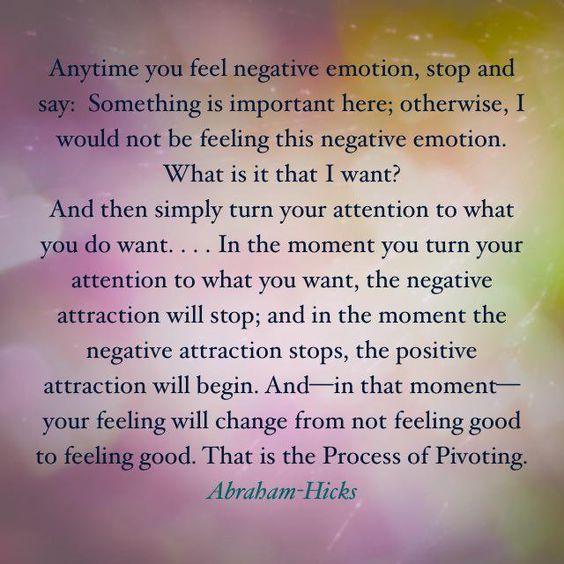 Anytime you feel negative emotion, stop and
say:  Something is important here; otherwise, I
would not be feeling this negative emotion.
What is it that I want?
And then simply turn your attention to what
you do want. . . . In the moment you turn your
attention to what you want, the negative
attraction will stop; and in the moment the
negative attraction stops, the positive
attraction will begin. And—in that moment—
your feeling will change from not feeling good
to feeling good. That is the Process of Pivoting.
Abraham-Hicks